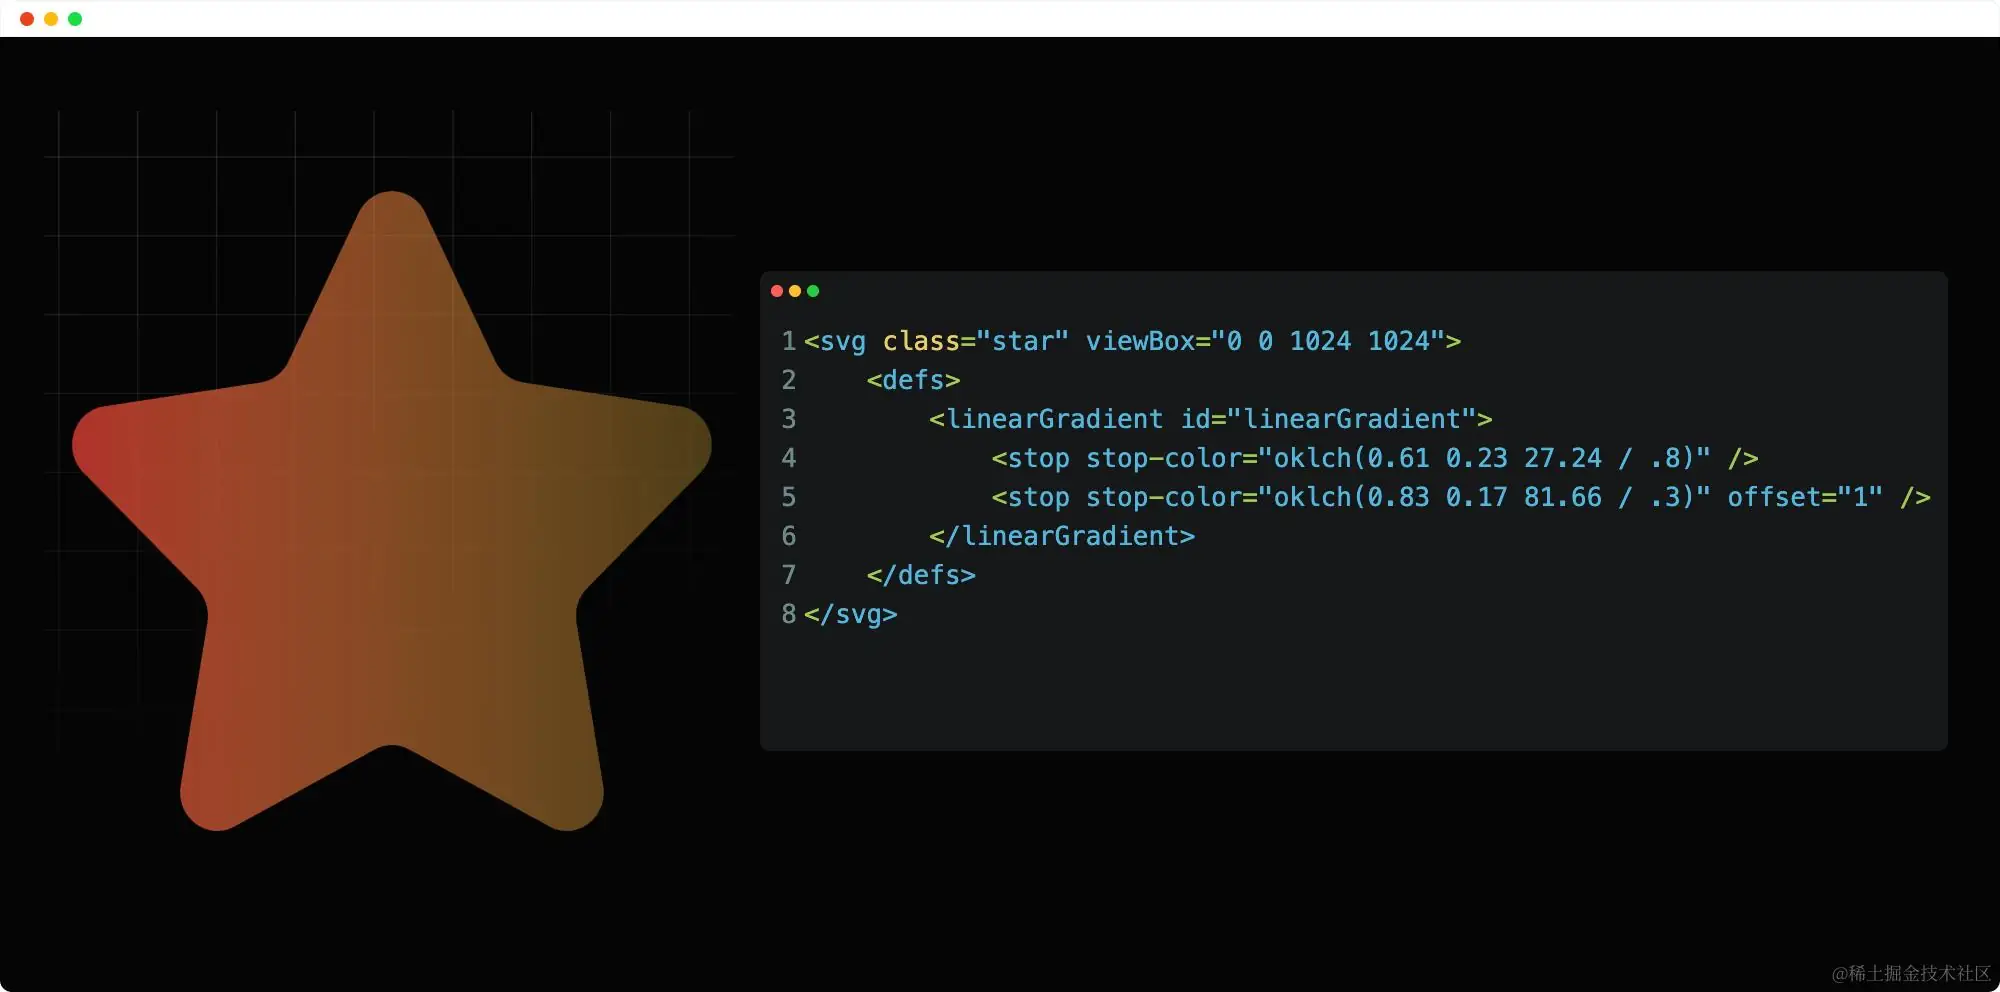 1 <svg class="star" viewBox="0 0 1024 1024">
2     <defs>
3         <linearGradient id="linearGradient">
4             <stop stop-color="oklch(0.61 0.23 27.24 / .8)" />
5             <stop stop-color="oklch(0.83 0.17 81.66 / .3)" offset="1" />
6         </linearGradient>
7     </defs>
8 </svg>
@稀土掘金技术社区